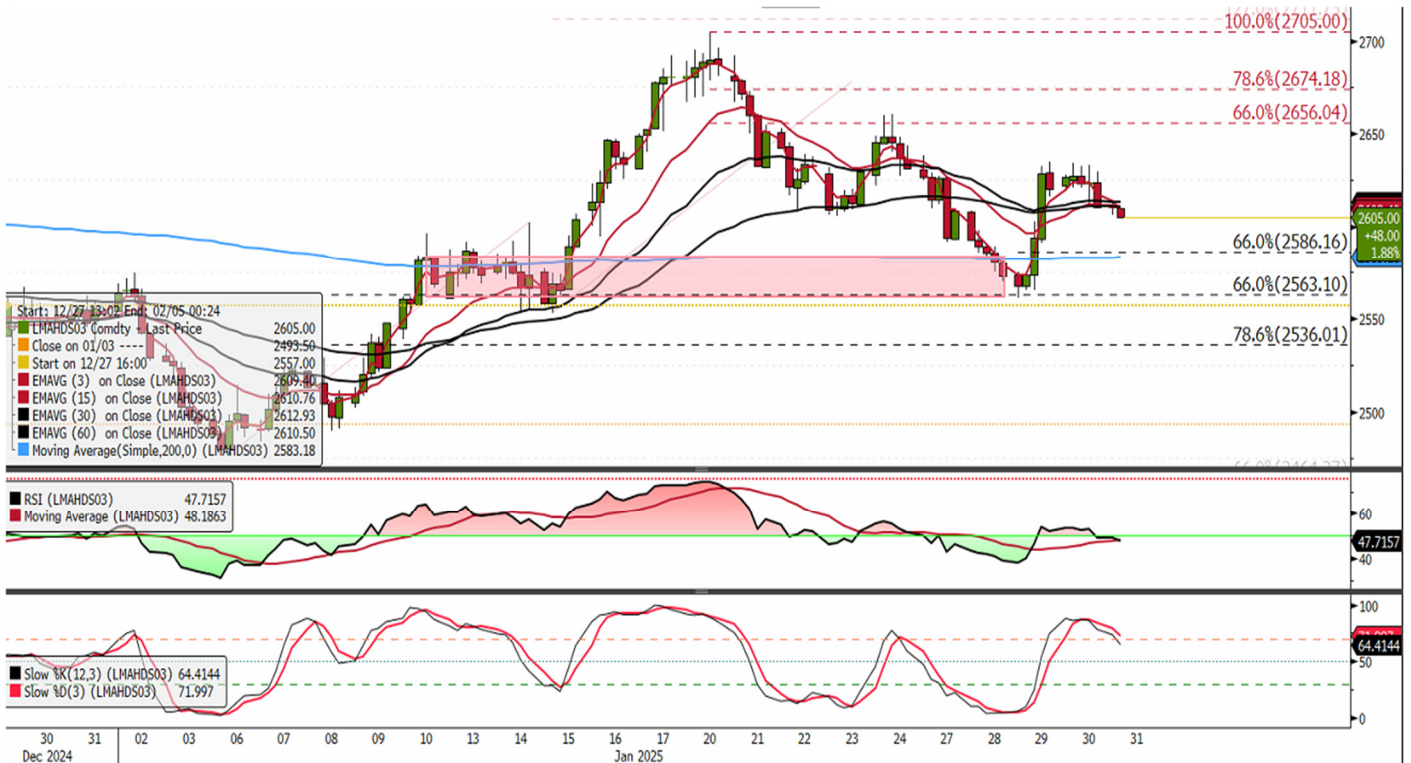 100.0%(2705.00)
2700
78.6%(2674.18)
66.0%(2656.04)
2650
2605.00
+48.00
1.88%
66.0%(2586.16)
66.0%(2563.10)
2550
78.6%(2536.01)
2500
Start: 12/27 13:02 End: 02/05 00:24
LMAHDS03 Comdty - Last Price 2605.00
Close on 01/03 ---- 2493.50
Start on 12/27 16:00 2557.00
EMAVG (3) on Close (LMAHDS03) 2609.40
EMAVG (15) on Close (LMAHDS03) 2610.76
EMAVG (30) on Close (LMAHDS03) 2612.93
EMAVG (60) on Close (LMAHDS03) 2610.50
Moving Average(Simple,200,0) (LMAHDS03) 2583.18
RSI (LMAHDS03) 47.7157
Moving Average (LMAHDS03) 48.1863
60
47.7157
40
100
64.4144
50
0
Slow %K(12,3) (LMAHDS03) 64.4144
Slow %D(3) (LMAHDS03) 71.997
30 31 02 03 06 07 08 09 10 13 14 15 16 17 20 21 22 23 24 27 28 29 30 31
Dec 2024 Jan 2025